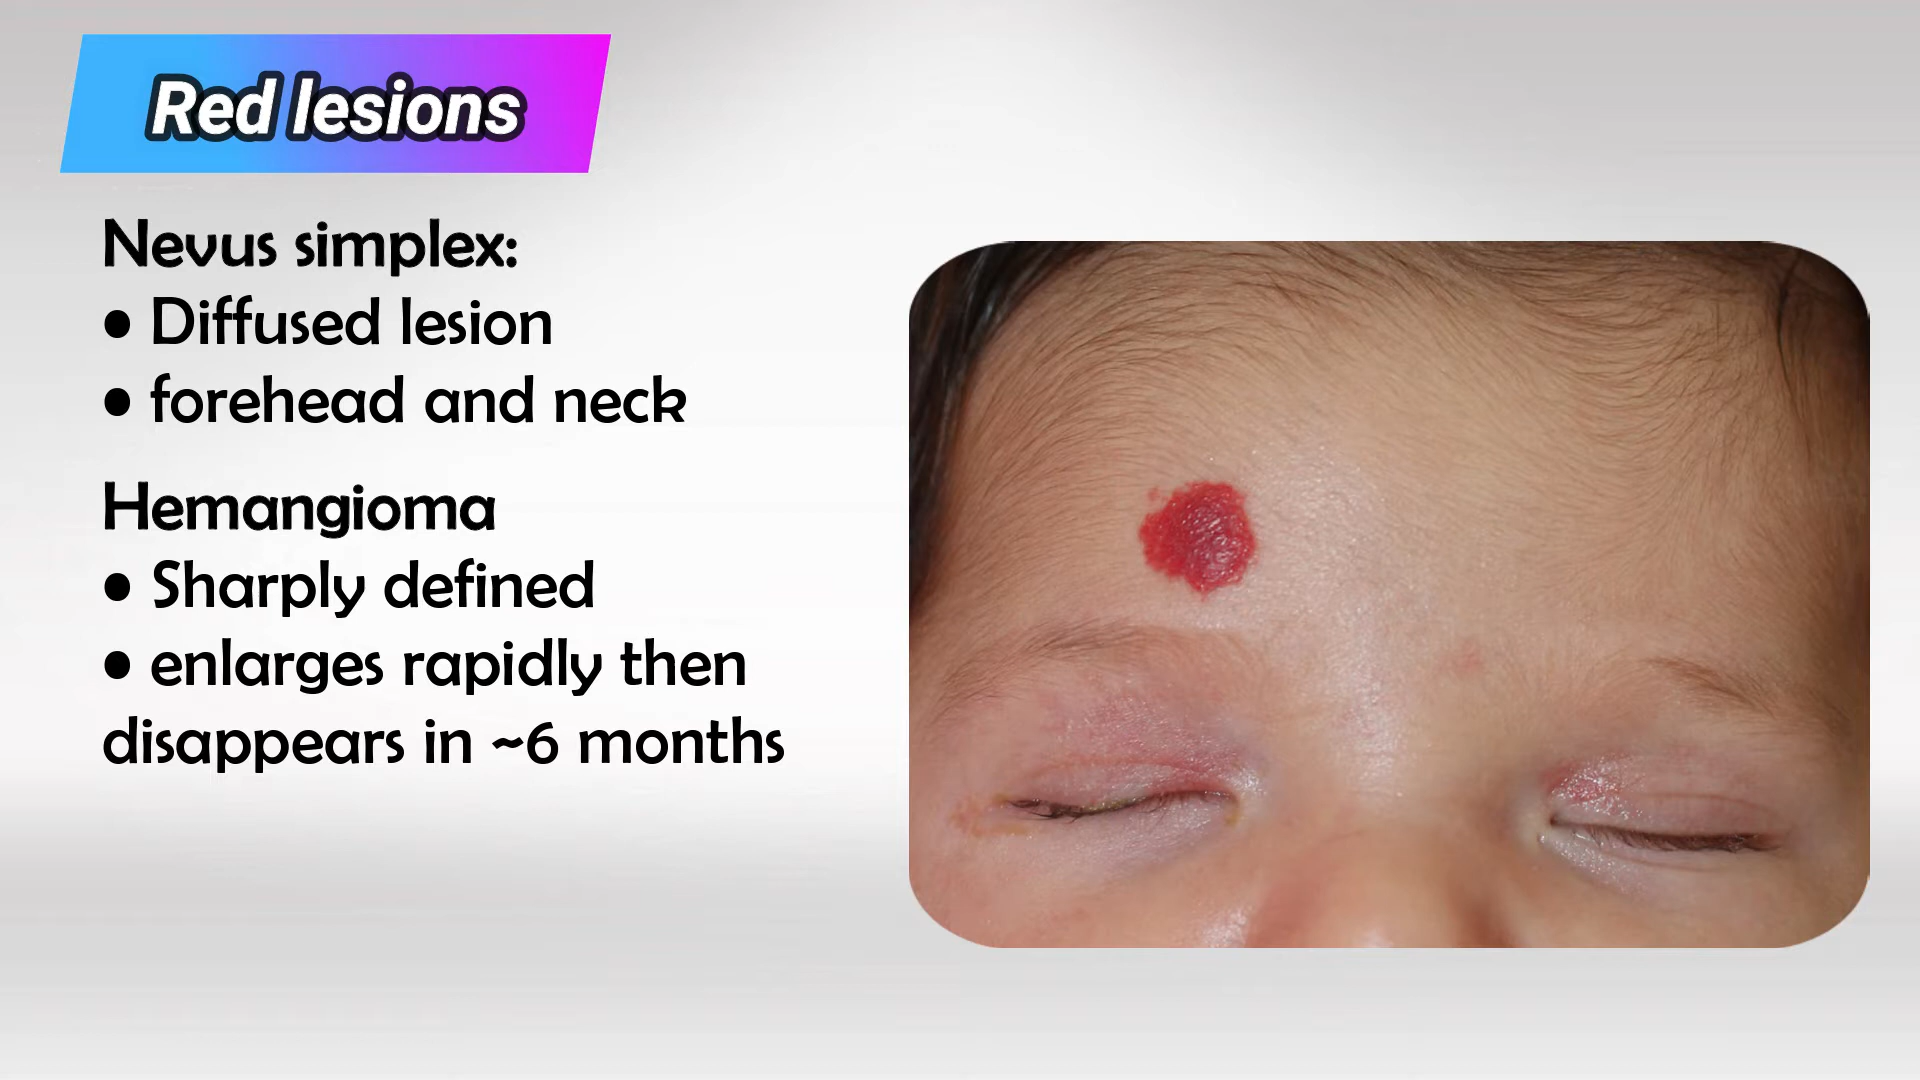 Red lesions
Nevus simplex:
• Diffused lesion
• forehead and neck
Hemangioma
• Sharply defined
• enlarges rapidly then
disappears in ~6 months